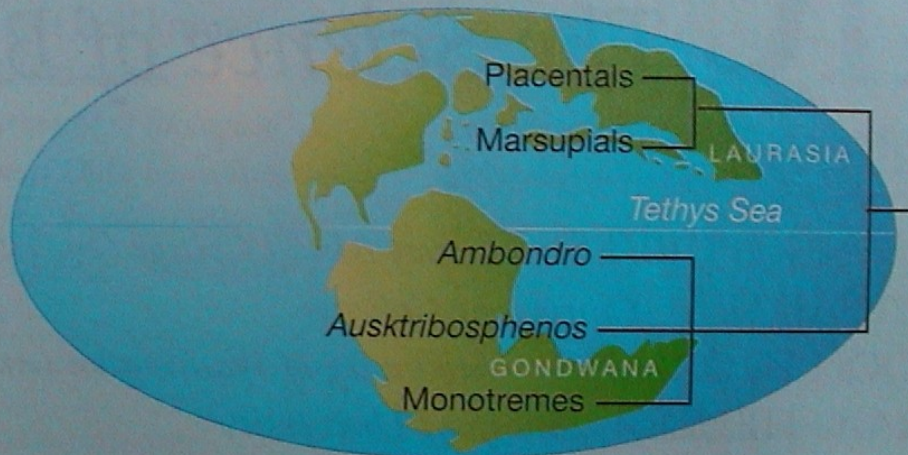 Placentals
Marsupials
LAURASIA
Tethys Sea
Ambondro
Ausktribosphenos
GONDWANA
Monotremes